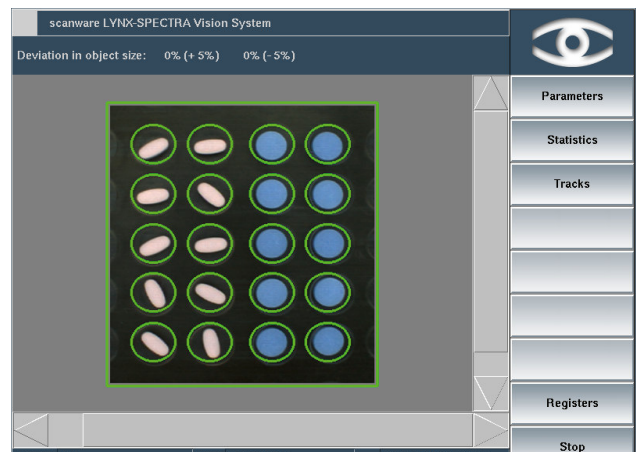 scanware LYNX-SPECTRA Vision System
Deviation in object size: 0% (+ 5%) 0% (- 5%)
Parameters
Statistics
Tracks
Registers
Stop